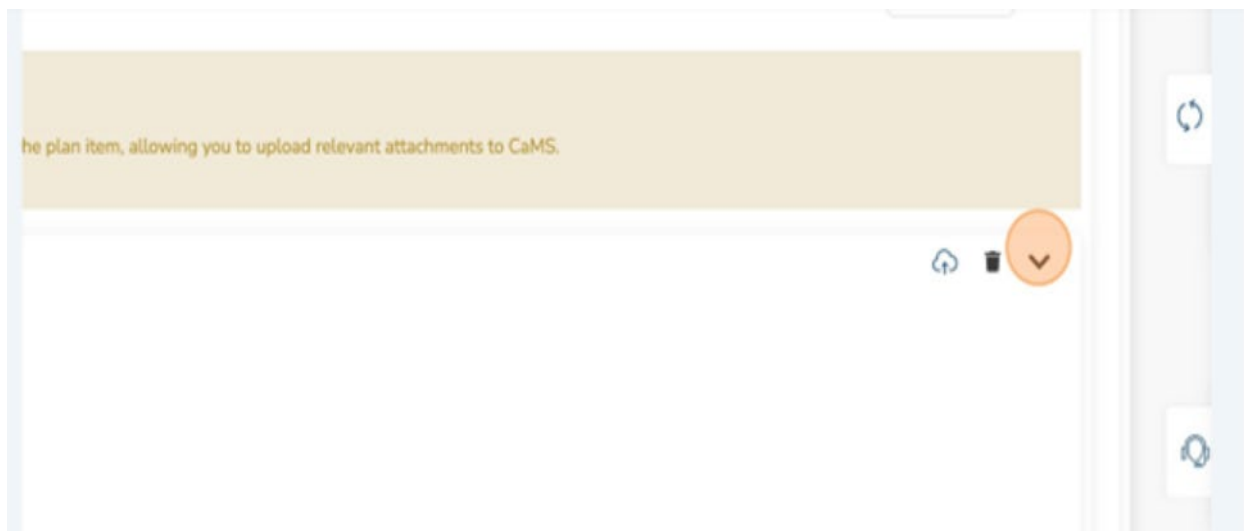 he plan item, allowing you to upload relevant attachments to CaMS.